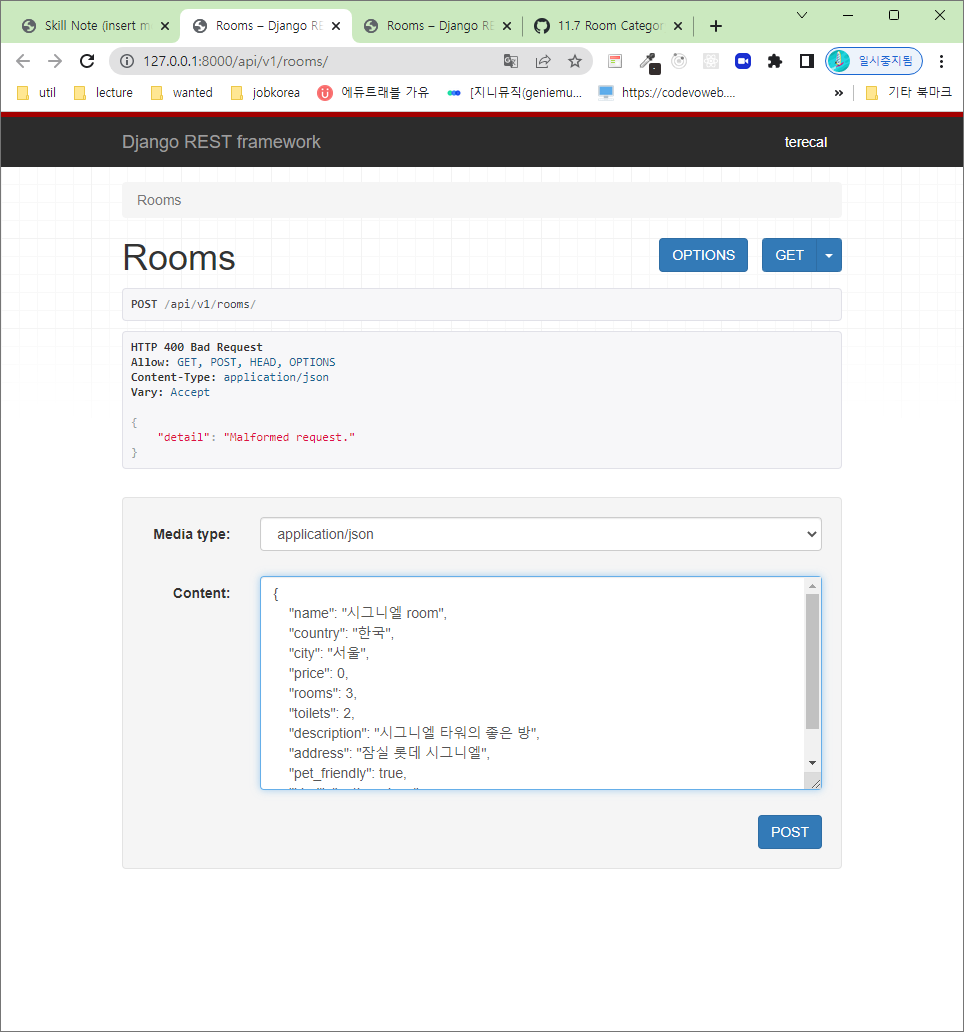 Skill Note (insert m
Rooms – Django RE
Rooms – Django RE
11.7 Room Categor
127.0.0.1:8000/api/v1/rooms/
일시중지됨
util
lecture
wanted
jobkorea
에듀트래블 가유
[지니뮤직(geniemu...
https://codevoweb....
»
기타 북마크
Django REST framework
terecal
Rooms
Rooms
OPTIONS
GET
POST /api/v1/rooms/
HTTP 400 Bad Request
Allow: GET, POST, HEAD, OPTIONS
Content-Type: application/json
Vary: Accept
{
"detail": "Malformed request."
}
Media type:
application/json
Content:
{
"name": "시그니엘 room",
"country": "한국",
"city": "서울",
"price": 0,
"rooms": 3,
"toilets": 2,
"description": "시그니엘 타워의 좋은 방",
"address": "잠실 롯데 시그니엘",
"pet_friendly": true,
POST